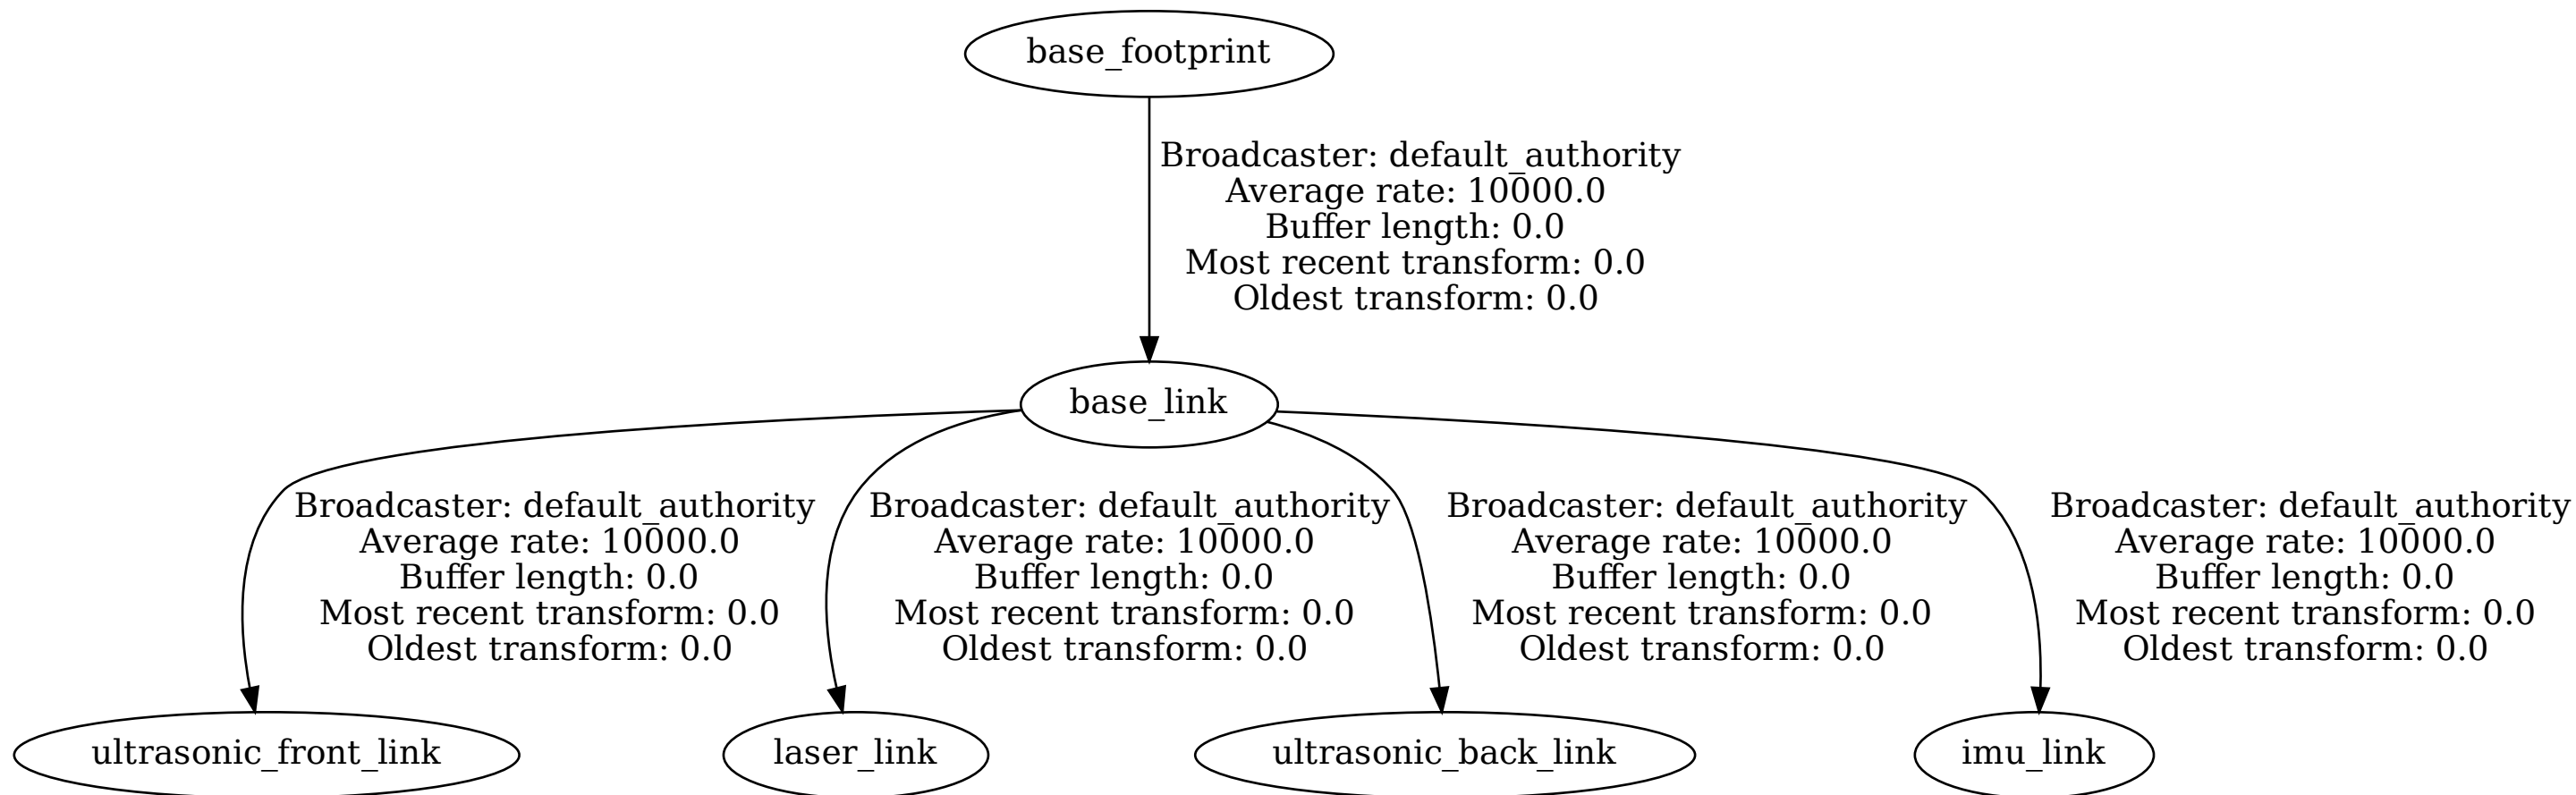 base_footprint
Broadcaster: default_authority
Average rate: 10000.0
Buffer length: 0.0
Most recent transform: 0.0
Oldest transform: 0.0
base_link
Broadcaster: default_authority
Average rate: 10000.0
Buffer length: 0.0
Most recent transform: 0.0
Oldest transform: 0.0
Broadcaster: default_authority
Average rate: 10000.0
Buffer length: 0.0
Most recent transform: 0.0
Oldest transform: 0.0
Broadcaster: default_authority
Average rate: 10000.0
Buffer length: 0.0
Most recent transform: 0.0
Oldest transform: 0.0
Broadcaster: default_authority
Average rate: 10000.0
Buffer length: 0.0
Most recent transform: 0.0
Oldest transform: 0.0
ultrasonic_front_link
laser_link
ultrasonic_back_link
imu_link